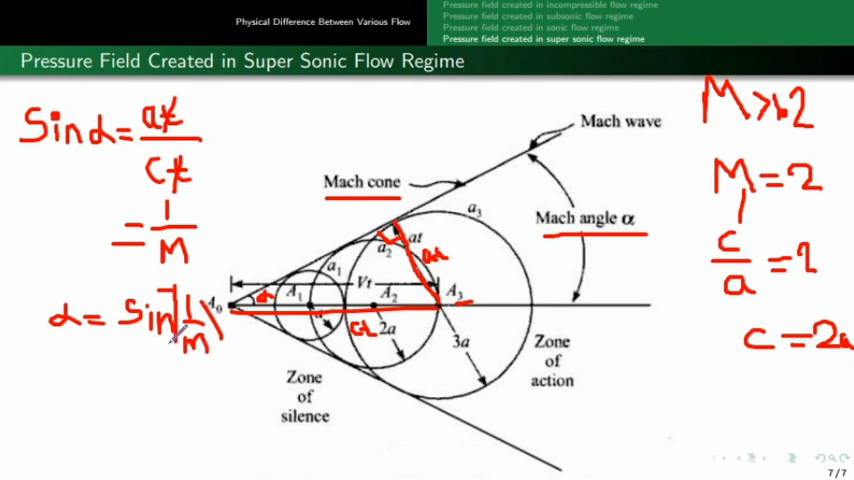 Physical Difference Between Various Flow
Pressure field created in incompressible flow regime
Pressure field created in subsonic flow regime
Pressure field created in sonic flow regime
Pressure field created in super sonic flow regime
Pressure Field Created in Super Sonic Flow Regime
Sin α = at
ct
= 1
M
α = Sin⁻¹(1
m)
Mach wave
Mach cone
Mach angle α
a3
at
a2
at
a1
Vt
A0
α
A1
A2
A3
a
ct
2a
3a
Zone
of
silence
Zone
of
action
M = 2
c
a = 2
c = 2a
7/7